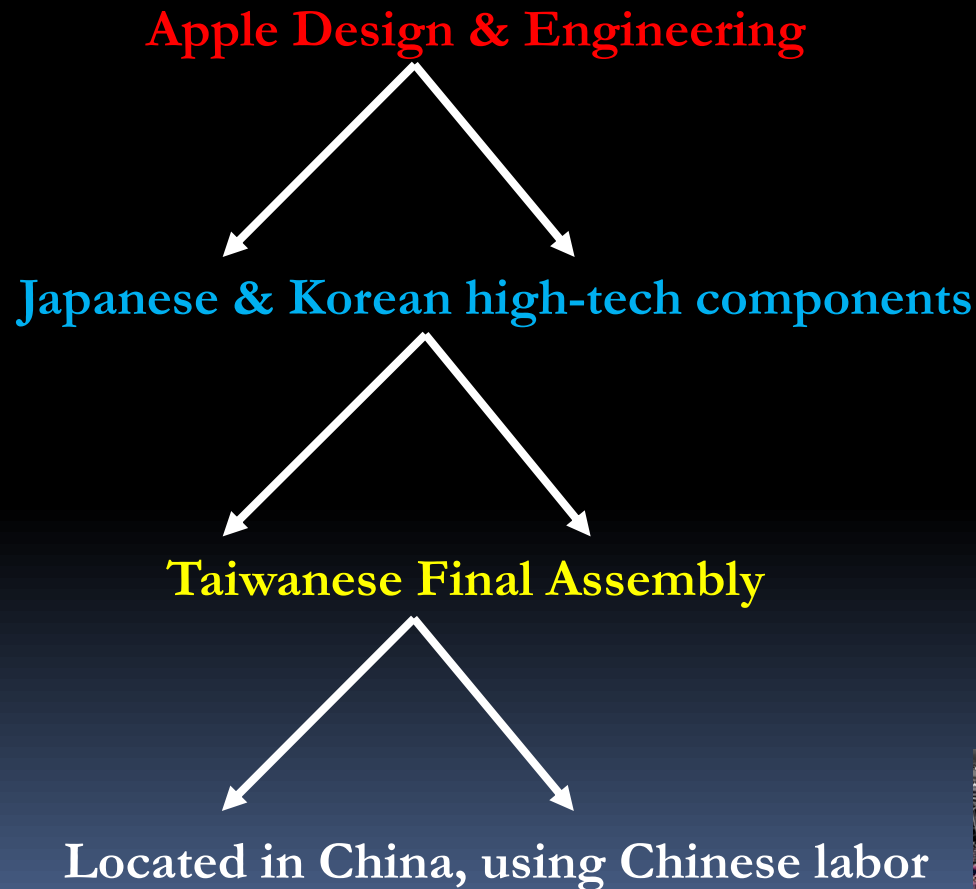 Apple Design & Engineering
Japanese & Korean high-tech components
Taiwanese Final Assembly
Located in China, using Chinese labor